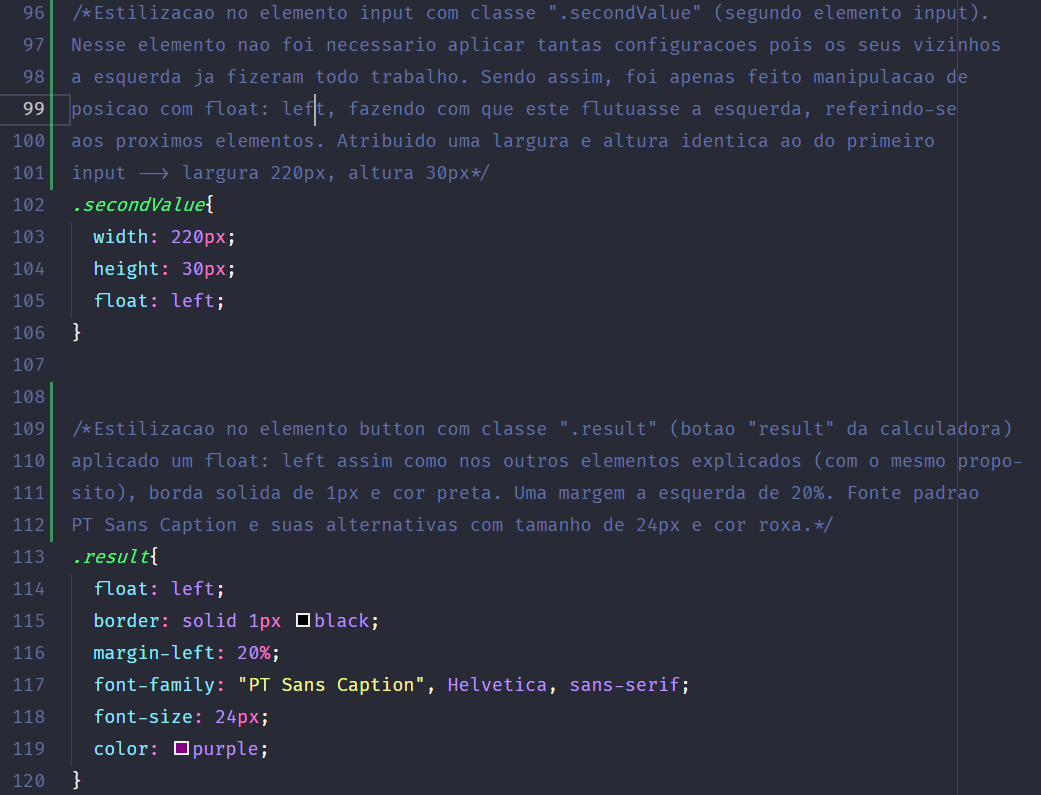 96 /*Estilizacao no elemento input com classe ".secondValue" (segundo elemento input).
97 Nesse elemento nao foi necessario aplicar tantas configuracoes pois os seus vizinhos
98 a esquerda ja fizeram todo trabalho. Sendo assim, foi apenas feito manipulacao de
99 posicao com float: left, fazendo com que este flutuasse a esquerda, referindo-se
100 aos proximos elementos. Atribuido uma largura e altura identica ao do primeiro
101 input --> largura 220px, altura 30px*/
102 .secondValue{
103 width: 220px;
104 height: 30px;
105 float: left;
106 }
107
108
109 /*Estilizacao no elemento button com classe ".result" (botao "result" da calculadora)
110 aplicado um float: left assim como nos outros elementos explicados (com o mesmo propo-
111 sito), borda solida de 1px e cor preta. Uma margem a esquerda de 20%. Fonte padrao
112 PT Sans Caption e suas alternativas com tamanho de 24px e cor roxa.*/
113 .result{
114 float: left;
115 border: solid 1px black;
116 margin-left: 20%;
117 font-family: "PT Sans Caption", Helvetica, sans-serif;
118 font-size: 24px;
119 color: purple;
120 }